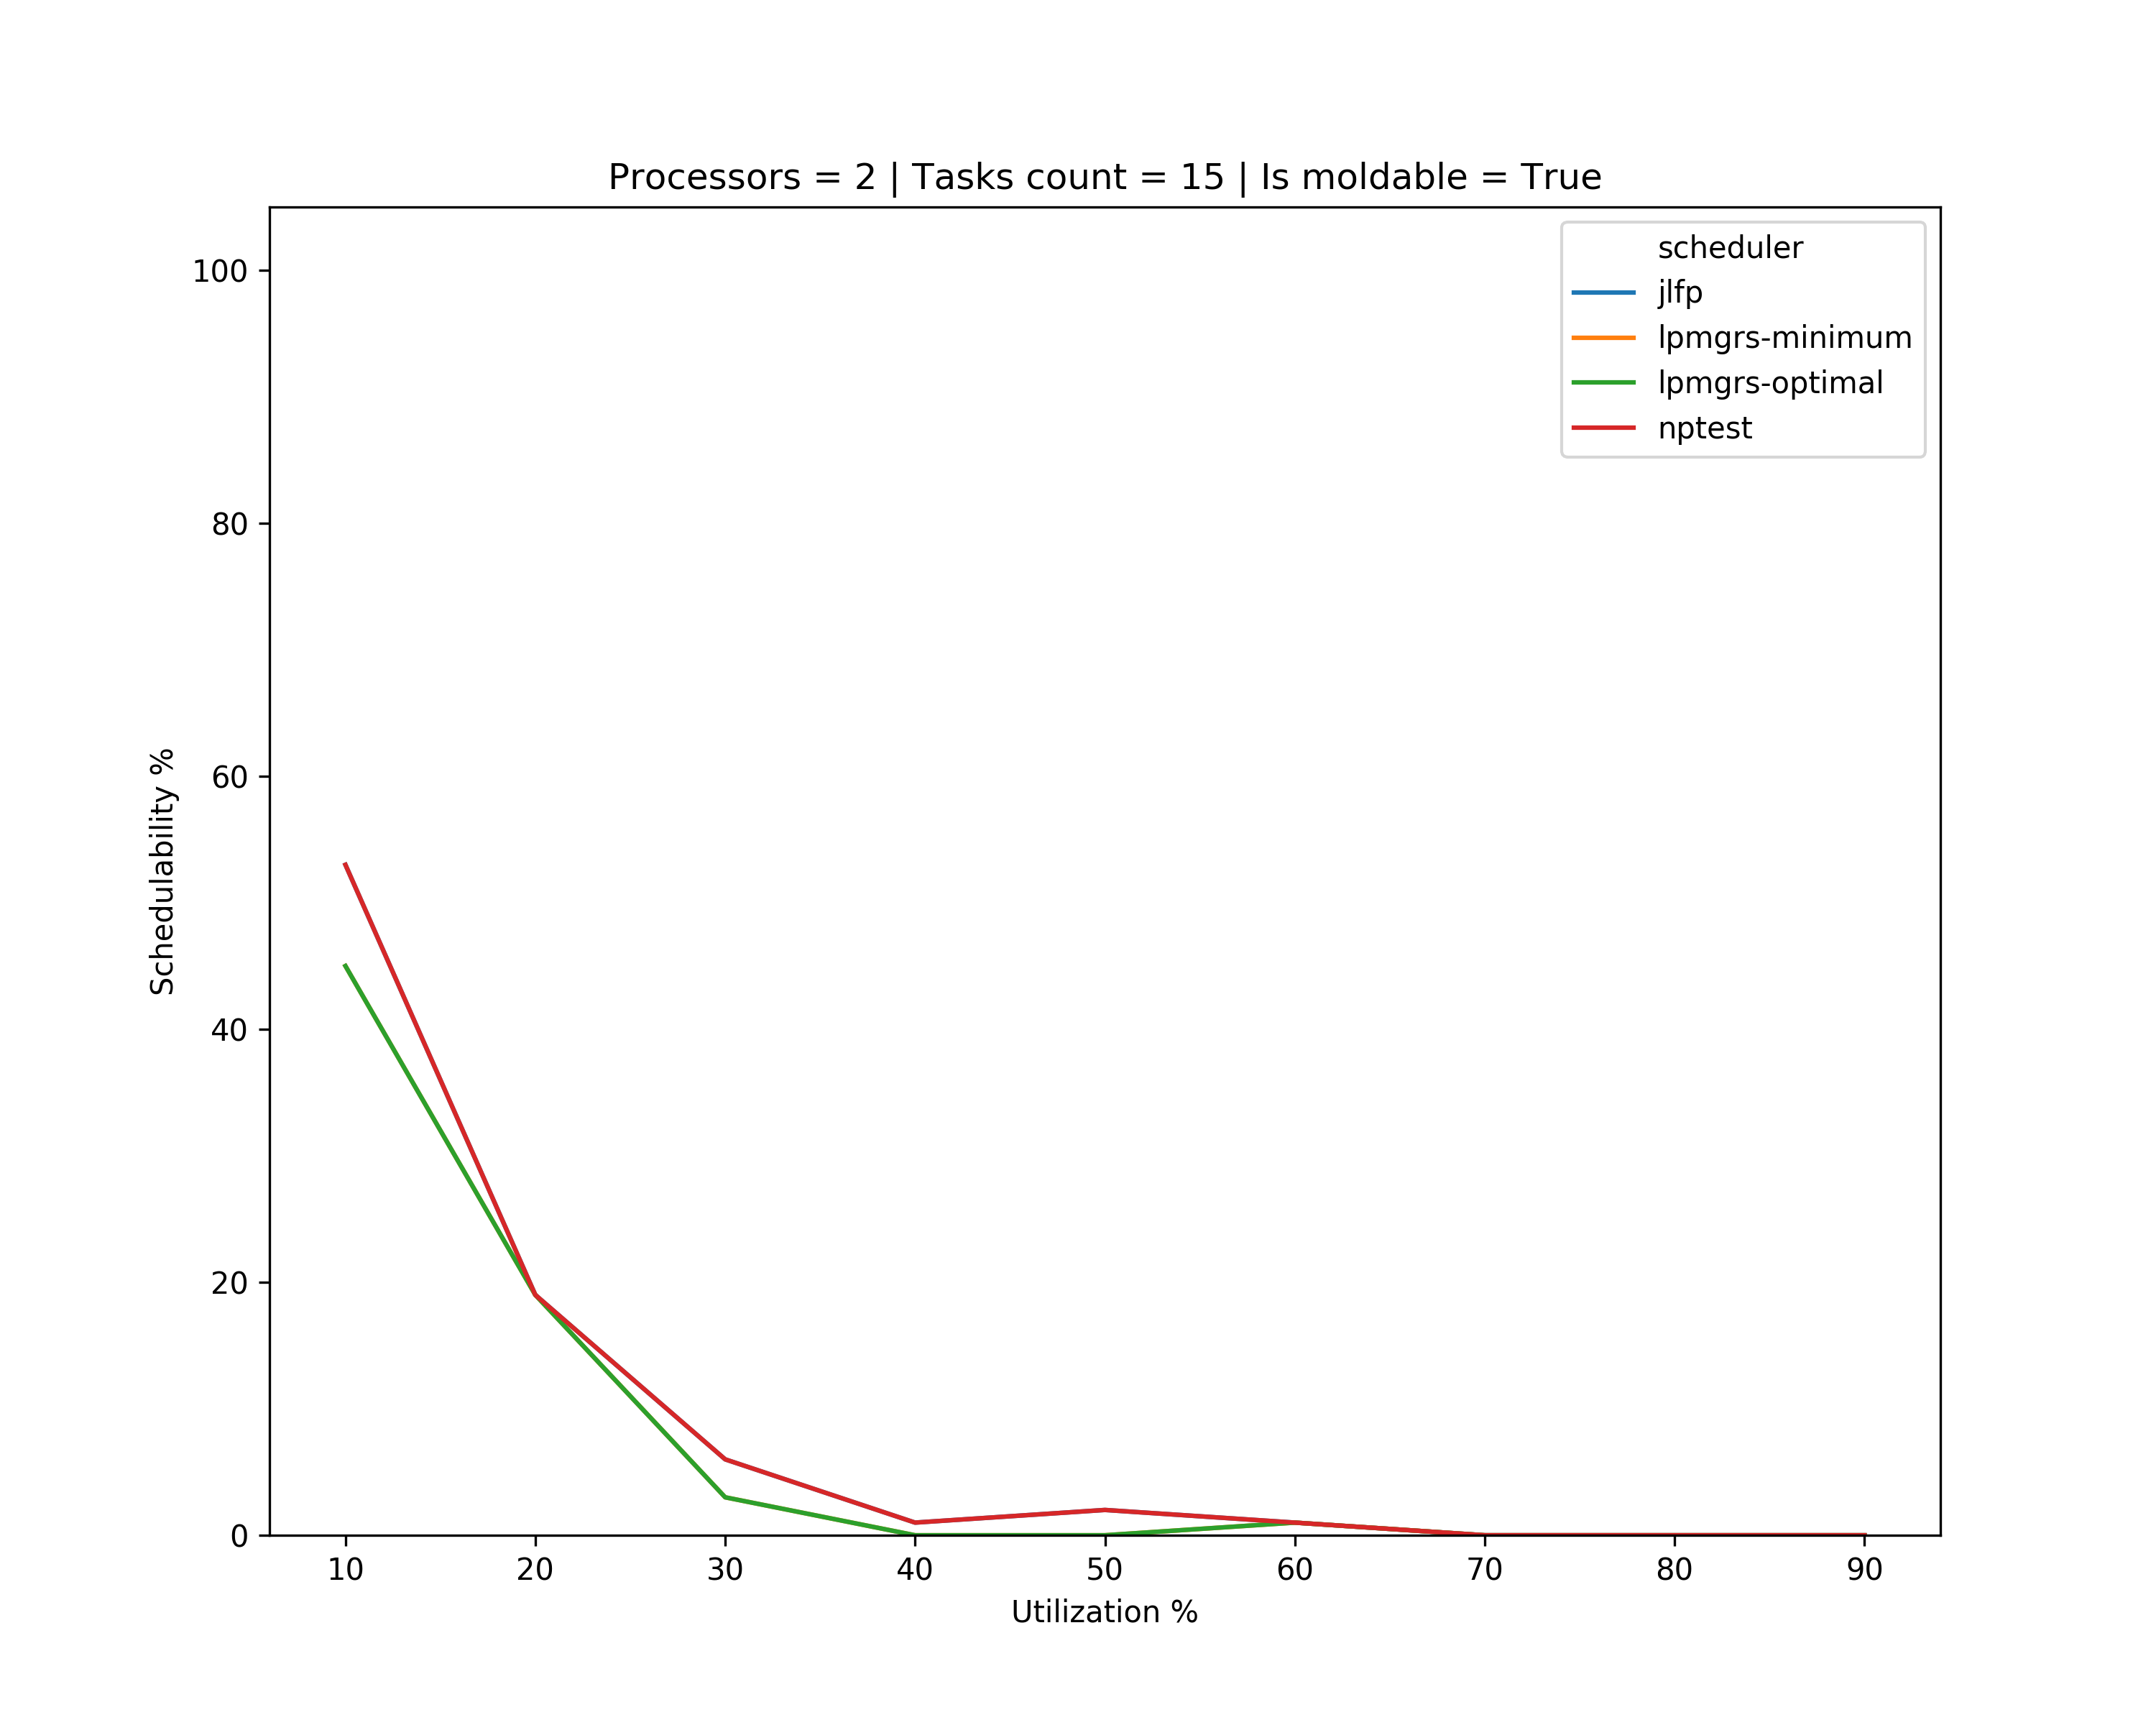 Processors = 2 | Tasks count = 15 | Is moldable = True
scheduler
jlfp
lpmgrs-minimum
lpmgrs-optimal
nptest
100
80
60
40
20
0
Schedulability %
10 20 30 40 50 60 70 80 90
Utilization %